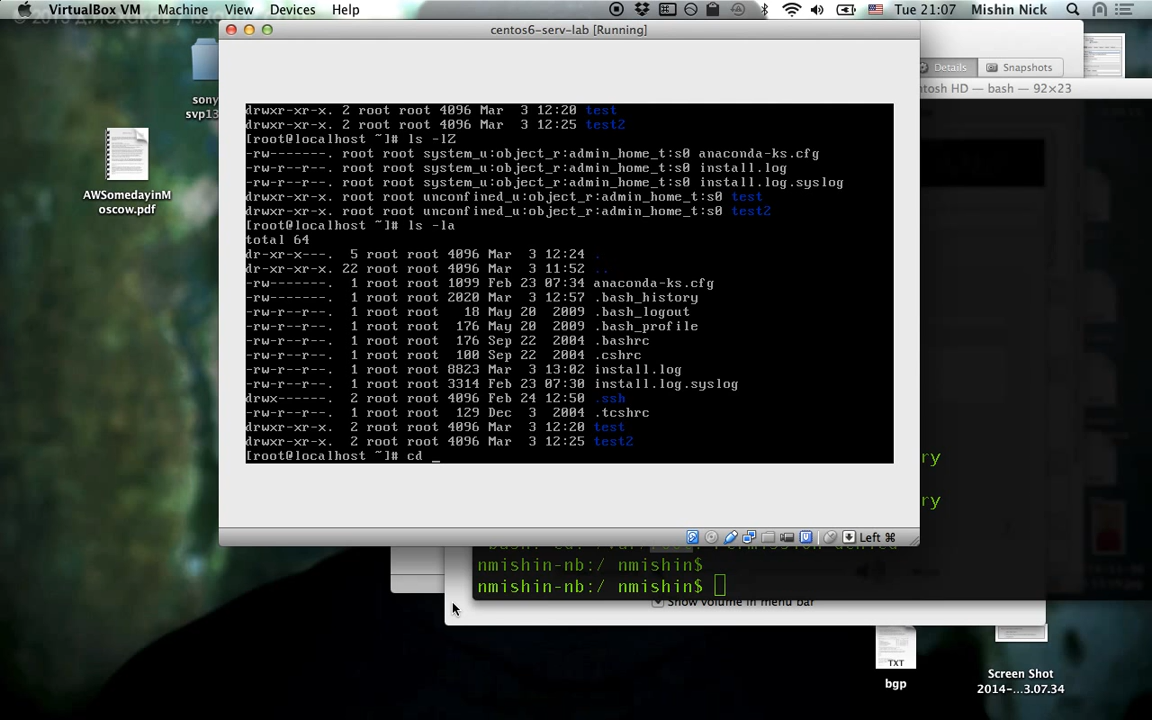 VirtualBox VM Machine View Devices Help Tue 21:07 Mishin Nick
centos6-serv-lab [Running]
Details Snapshots
ntosh HD — bash — 92×23
sony
svp13
AWSomedayinM
oscow.pdf
drwxr-xr-x. 2 root root 4096 Mar  3 12:20 test
drwxr-xr-x. 2 root root 4096 Mar  3 12:25 test2
[root@localhost ~]# ls -lZ
-rw-------. root root system_u:object_r:admin_home_t:s0 anaconda-ks.cfg
-rw-r--r--. root root system_u:object_r:admin_home_t:s0 install.log
-rw-r--r--. root root system_u:object_r:admin_home_t:s0 install.log.syslog
drwxr-xr-x. root root unconfined_u:object_r:admin_home_t:s0 test
drwxr-xr-x. root root unconfined_u:object_r:admin_home_t:s0 test2
[root@localhost ~]# ls -la
total 64
dr-xr-x---.  5 root root 4096 Mar  3 12:24 .
dr-xr-xr-x. 22 root root 4096 Mar  3 11:52 ..
-rw-------.  1 root root 1099 Feb 23 07:34 anaconda-ks.cfg
-rw-------.  1 root root 2020 Mar  3 12:57 .bash_history
-rw-r--r--.  1 root root   18 May 20  2009 .bash_logout
-rw-r--r--.  1 root root  176 May 20  2009 .bash_profile
-rw-r--r--.  1 root root  176 Sep 22  2004 .bashrc
-rw-r--r--.  1 root root  100 Sep 22  2004 .cshrc
-rw-r--r--.  1 root root 8823 Mar  3 13:02 install.log
-rw-r--r--.  1 root root 3314 Feb 23 07:30 install.log.syslog
drwx------.  2 root root 4096 Feb 24 12:50 .ssh
-rw-r--r--.  1 root root  129 Dec  3  2004 .tcshrc
drwxr-xr-x.  2 root root 4096 Mar  3 12:20 test
drwxr-xr-x.  2 root root 4096 Mar  3 12:25 test2
[root@localhost ~]# cd _
ry
ry
Left ⌘
nmishin-nb:/ nmishin$
nmishin-nb:/ nmishin$
Show volume in menu bar
TXT
bgp
Screen Shot
2014-...3.07.34